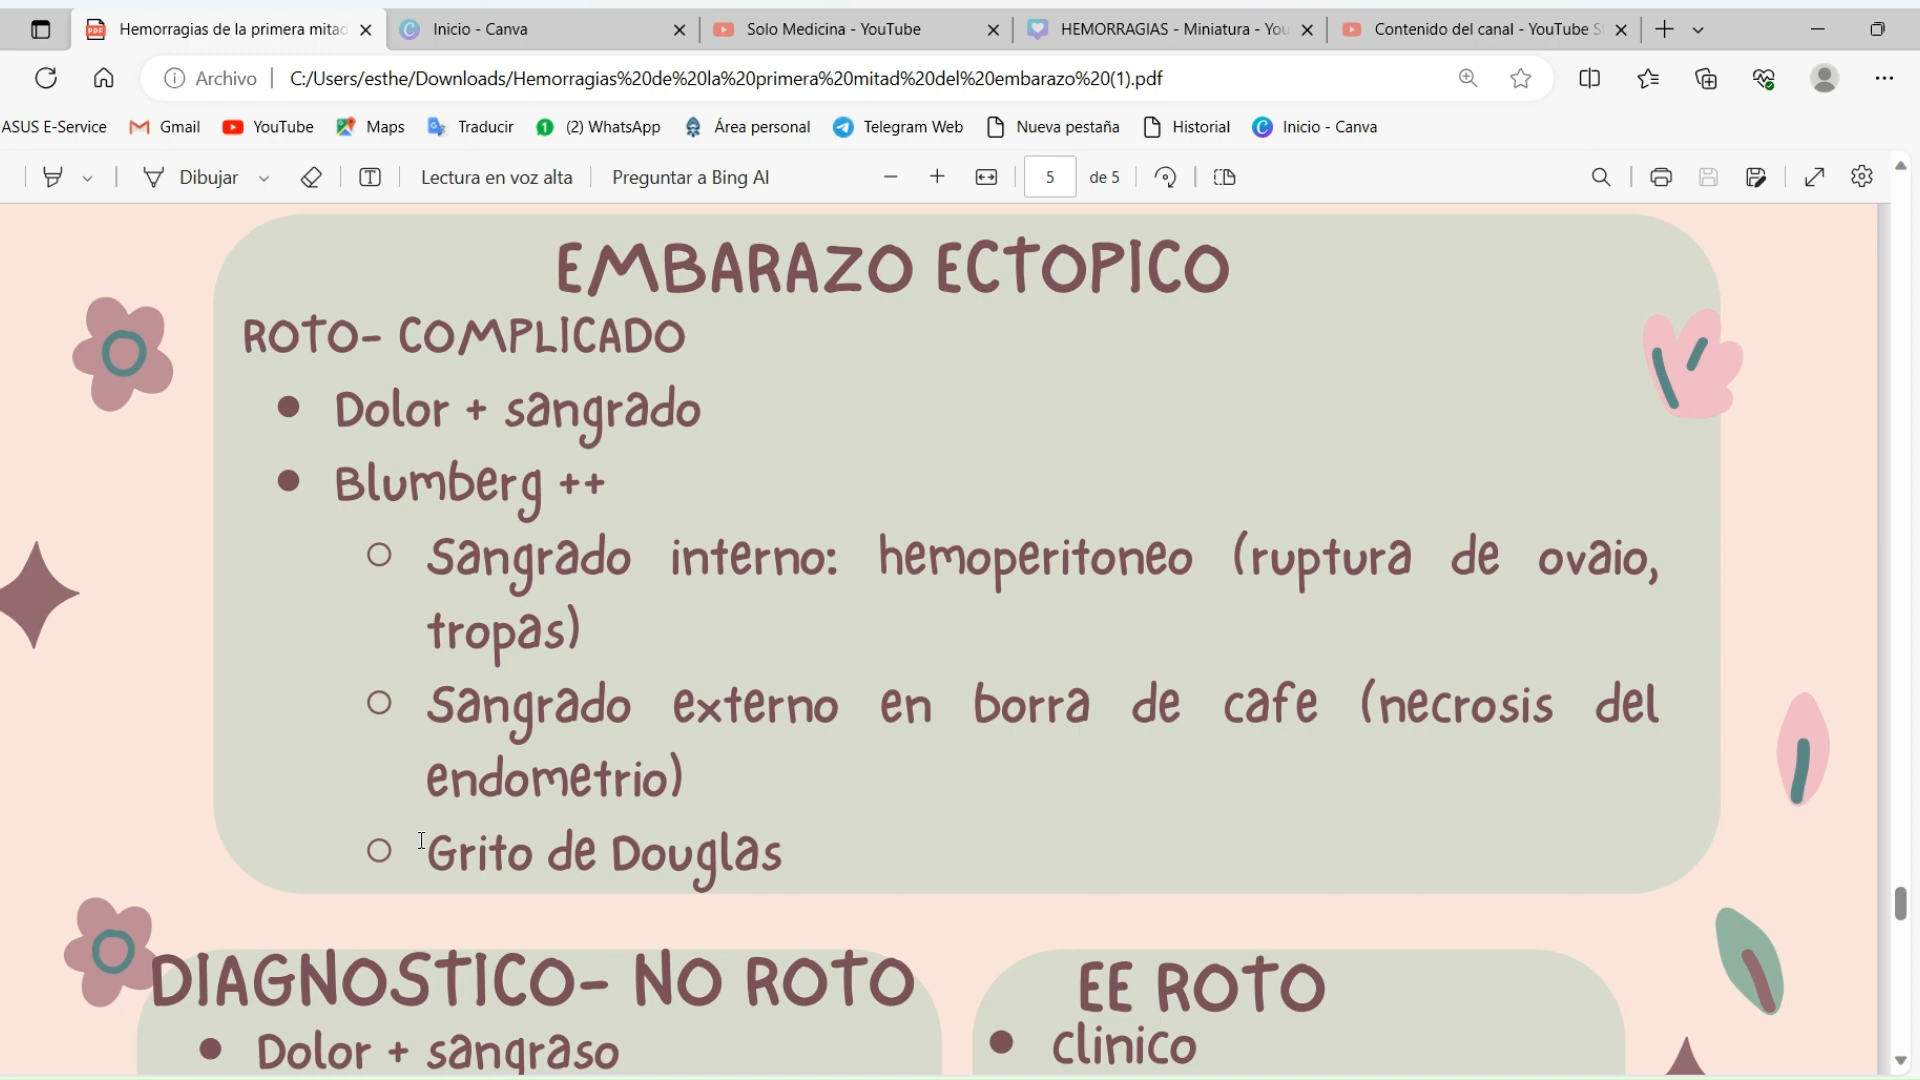 Hemorragias de la primera mitad
Inicio - Canva
Solo Medicina - YouTube
HEMORRAGIAS - Miniatura - You
Contenido del canal - YouTube S
Archivo
C:/Users/esthe/Downloads/Hemorragias%20de%20la%20primera%20mitad%20del%20embarazo%20(1).pdf
ASUS E-Service
Gmail
YouTube
Maps
Traducir
(2) WhatsApp
Área personal
Telegram Web
Nueva pestaña
Historial
Inicio - Canva
Dibujar
Lectura en voz alta
Preguntar a Bing AI
5
de 5
EMBARAZO ECTOPICO
ROTO- COMPLICADO
Dolor + sangrado
Blumberg ++
Sangrado interno: hemoperitoneo (ruptura de ovaio,
tropas)
Sangrado externo en borra de cafe (necrosis del
endometrio)
Grito de Douglas
DIAGNOSTICO- NO ROTO
Dolor + sangraso
EE ROTO
clinico